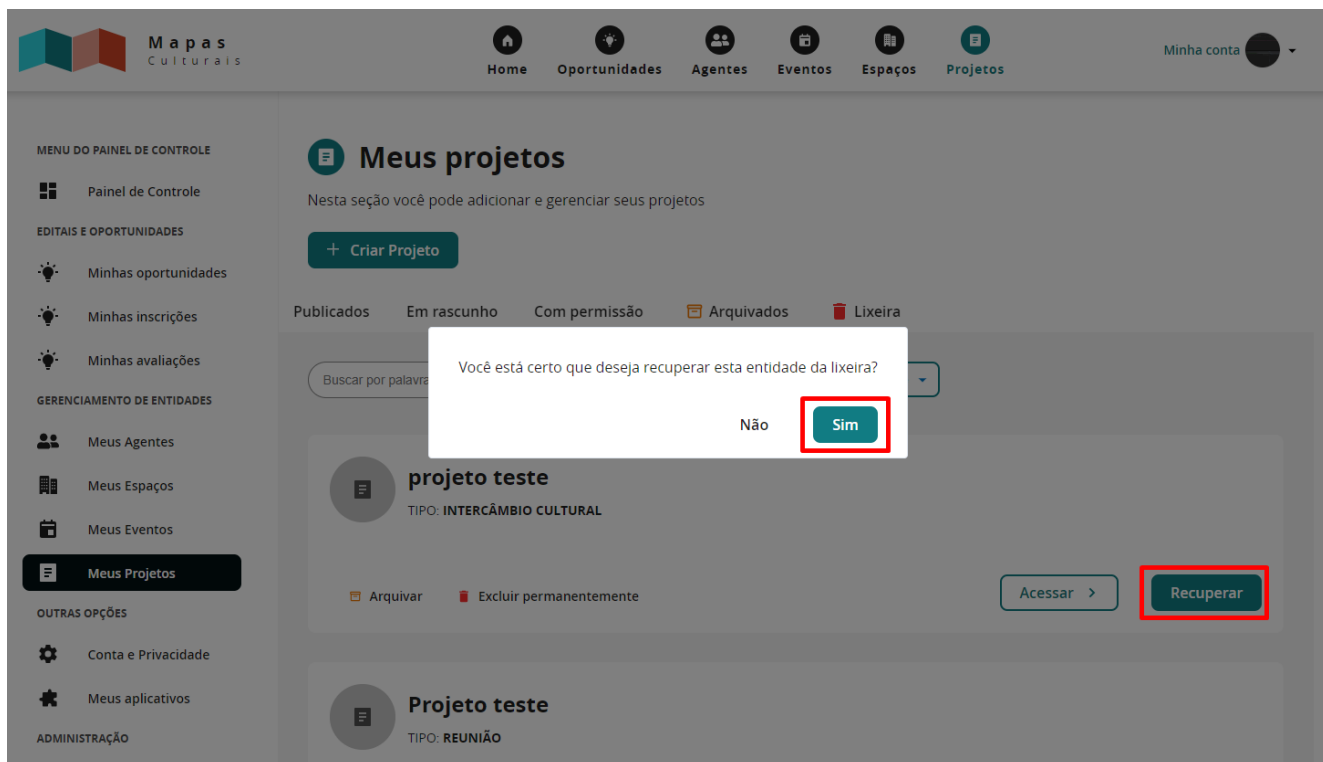 Mapas
Culturais
Home
Oportunidades
Agentes
Eventos
Espaços
Projetos
Minha conta
MENU DO PAINEL DE CONTROLE
Painel de Controle
EDITAIS E OPORTUNIDADES
Minhas oportunidades
Minhas inscrições
Minhas avaliações
GERENCIAMENTO DE ENTIDADES
Meus Agentes
Meus Espaços
Meus Eventos
Meus Projetos
OUTRAS OPÇÕES
Conta e Privacidade
Meus aplicativos
ADMINISTRAÇÃO
Meus projetos
Nesta seção você pode adicionar e gerenciar seus projetos
+ Criar Projeto
Publicados
Em rascunho
Com permissão
Arquivados
Lixeira
Buscar por palavra
Você está certo que deseja recuperar esta entidade da lixeira?
Não
Sim
projeto teste
TIPO: INTERCÂMBIO CULTURAL
Arquivar
Excluir permanentemente
Acessar >
Recuperar
Projeto teste
TIPO: REUNIÃO